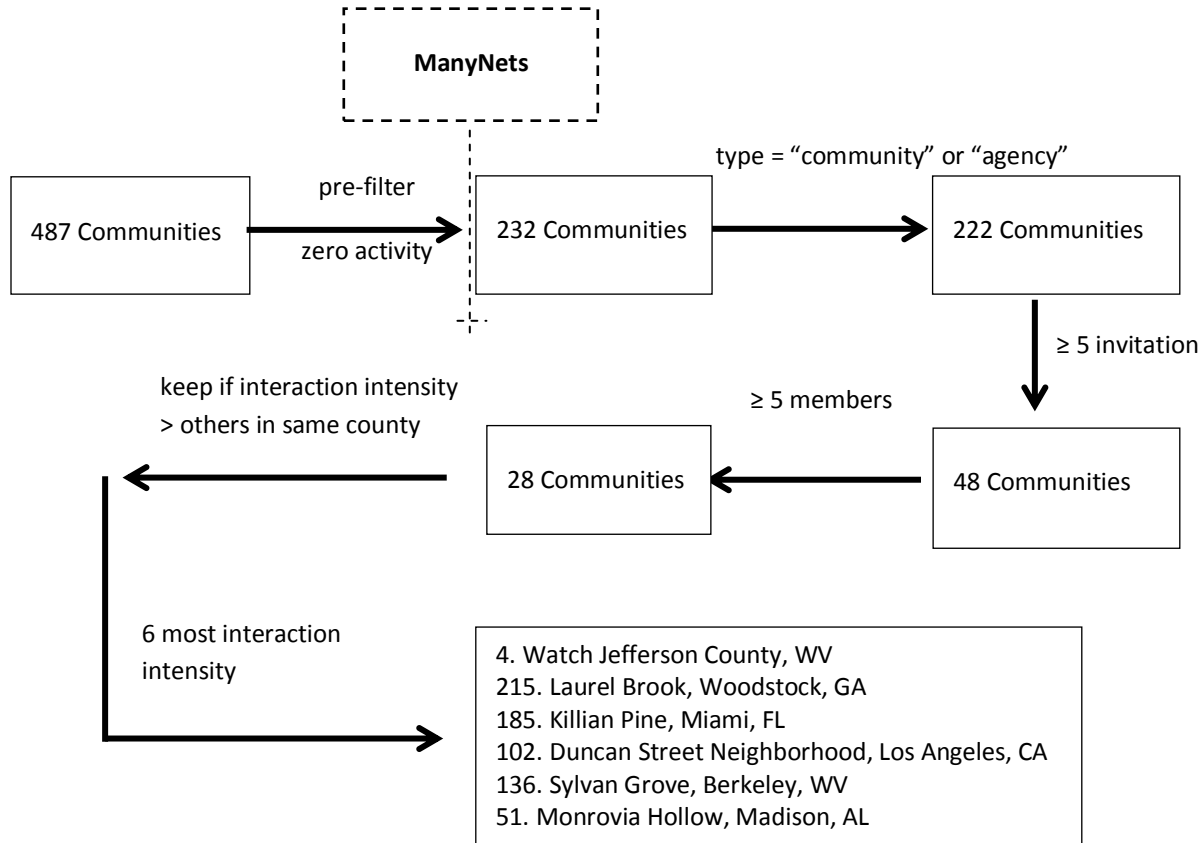 ManyNets
487 Communities
pre-filter
zero activity
232 Communities
type = “community” or “agency”
222 Communities
≥ 5 invitation
48 Communities
≥ 5 members
28 Communities
keep if interaction intensity
> others in same county
6 most interaction
intensity
4. Watch Jefferson County, WV
215. Laurel Brook, Woodstock, GA
185. Killian Pine, Miami, FL
102. Duncan Street Neighborhood, Los Angeles, CA
136. Sylvan Grove, Berkeley, WV
51. Monrovia Hollow, Madison, AL